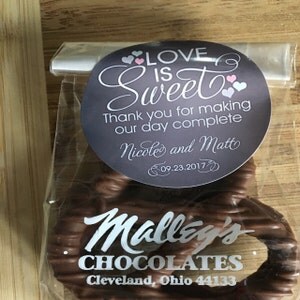 LOVE
IS
Sweet
Thank you for making
our day complete
Nicole and Matt
09.23.2017
Malley's
CHOCOLATES
Cleveland, Ohio 44133